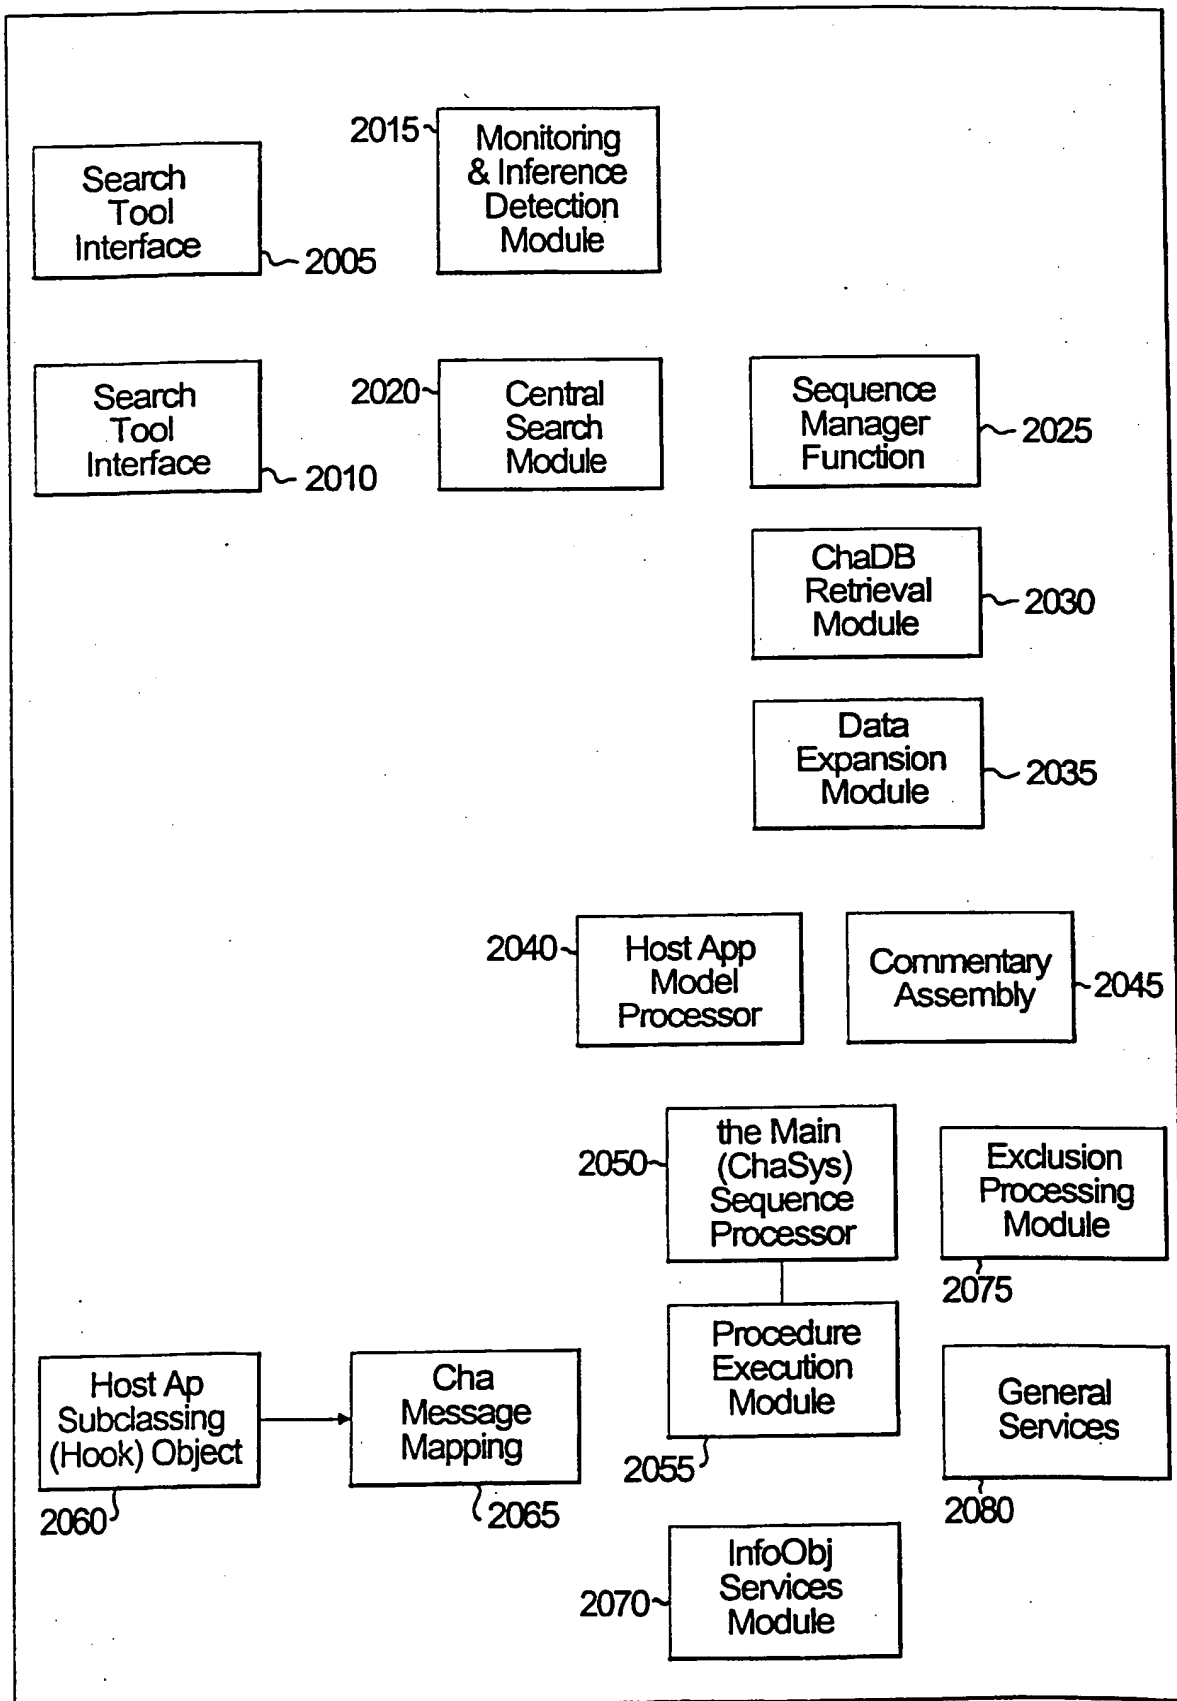 2015
Monitoring
& Inference
Detection
Module
Search
Tool
Interface
2005
2020
Central
Search
Module
Search
Tool
Interface
2010
Sequence
Manager
Function
2025
ChaDB
Retrieval
Module
2030
Data
Expansion
Module
2035
2040
Host App
Model
Processor
Commentary
Assembly
2045
2050
the Main
(ChaSys)
Sequence
Processor
Exclusion
Processing
Module
2075
Procedure
Execution
Module
2055
Host Ap
Subclassing
(Hook) Object
2060
Cha
Message
Mapping
2065
General
Services
2080
2070
InfoObj
Services
Module